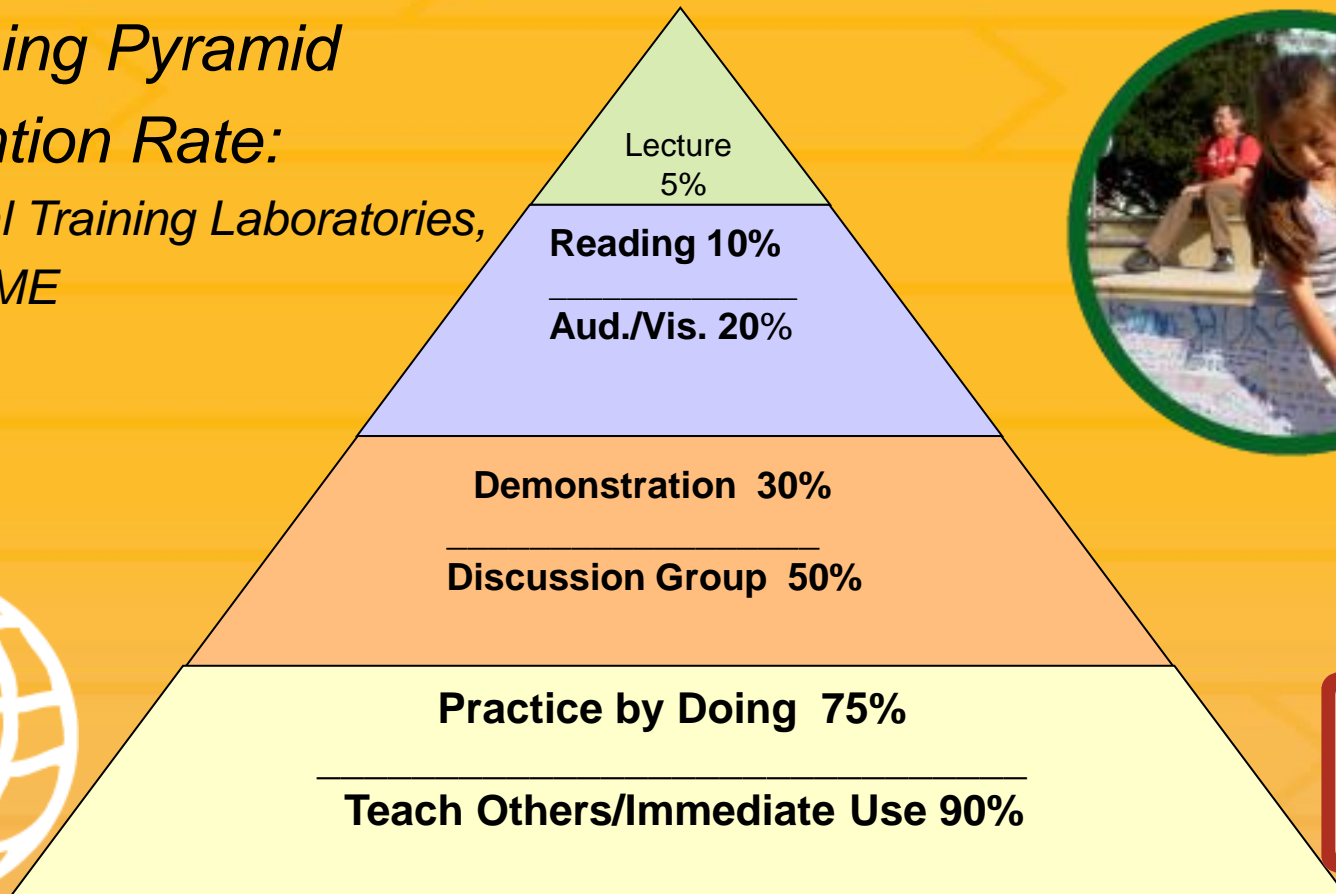 ing Pyramid
ation Rate:
l Training Laboratories,
ME
Lecture
5%
Reading 10%
Aud./Vis. 20%
Demonstration 30%
Discussion Group 50%
Practice by Doing 75%
Teach Others/Immediate Use 90%